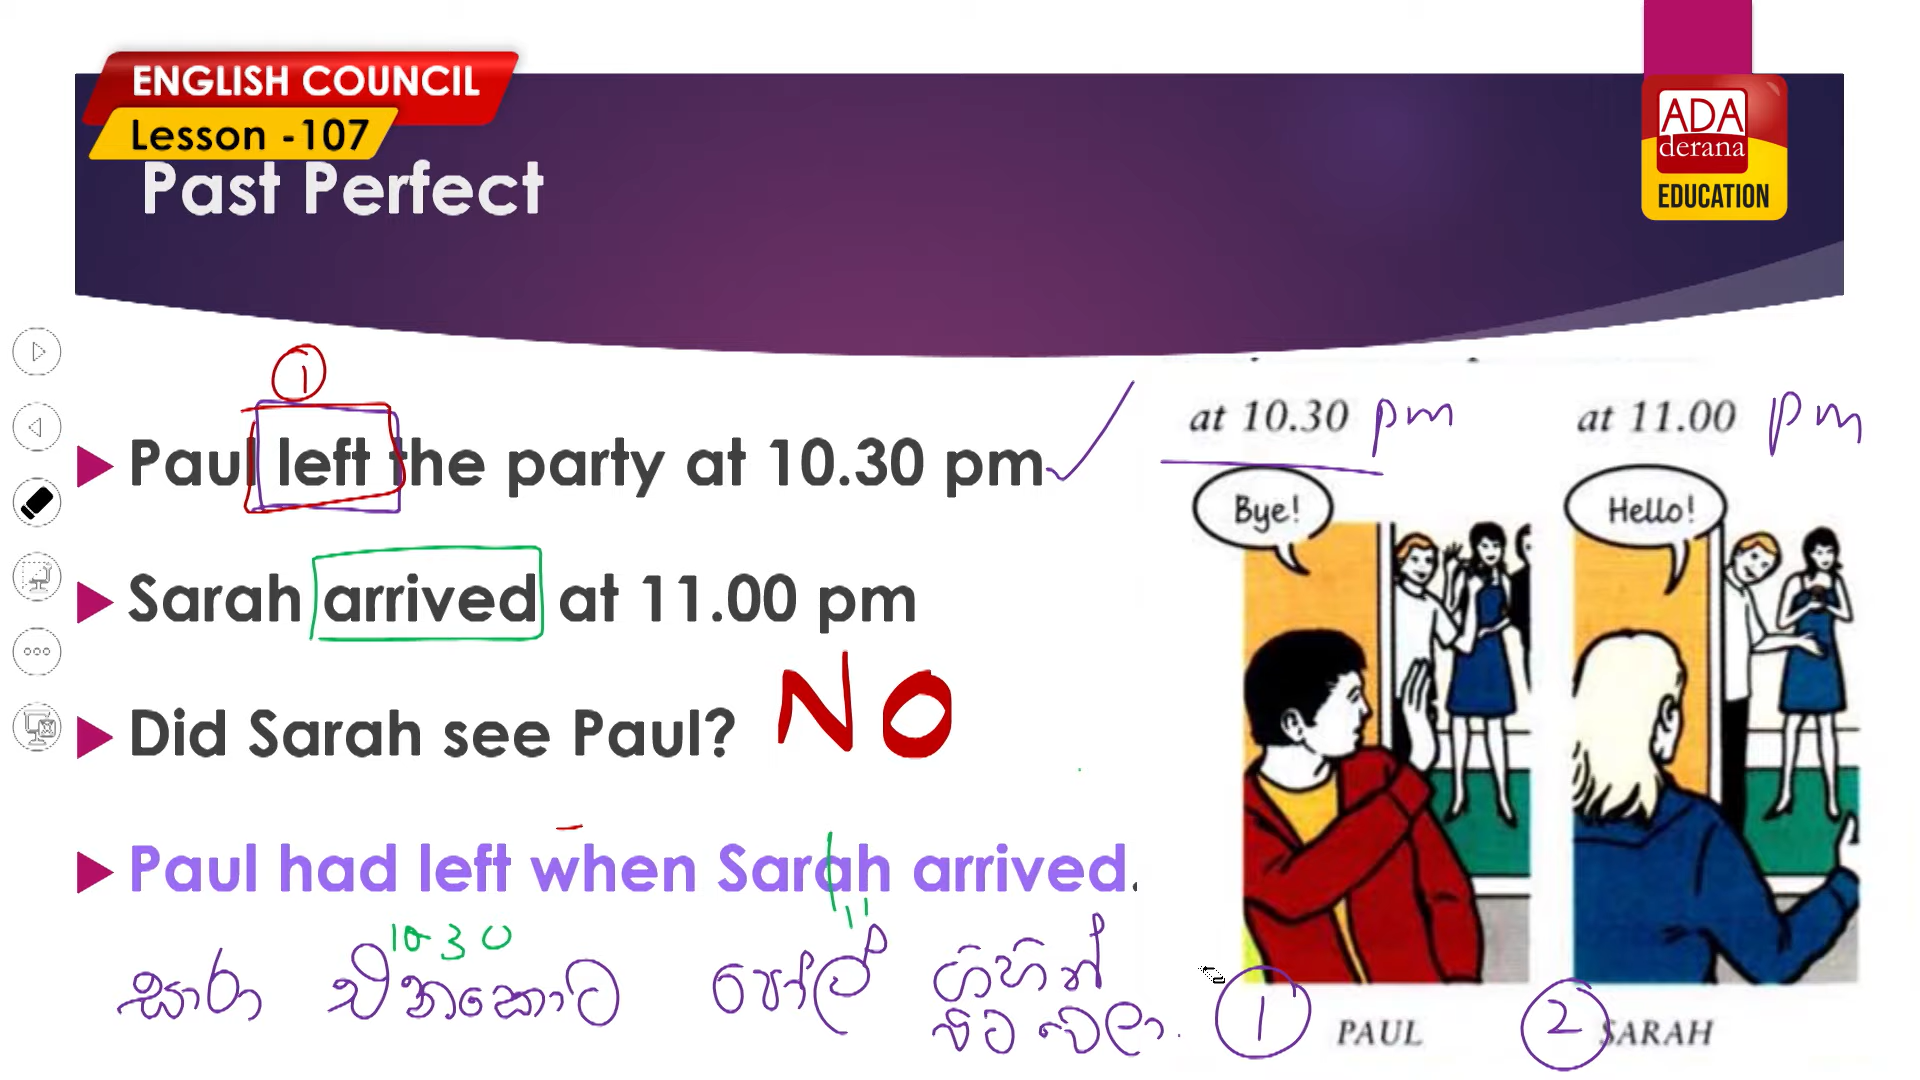 ENGLISH COUNCIL
Lesson -107
Past Perfect
ADA
derana
EDUCATION
1
Paul left the party at 10.30 pm
at 10.30 pm
at 11.00 pm
Bye!
Hello!
Sarah arrived at 11.00 pm
Did Sarah see Paul? NO
Paul had left when Sarah arrived.
10 30
11
සාරා එනකොට පෝල් ගිහින්
හිට වෙලා.
1 PAUL
2 SARAH